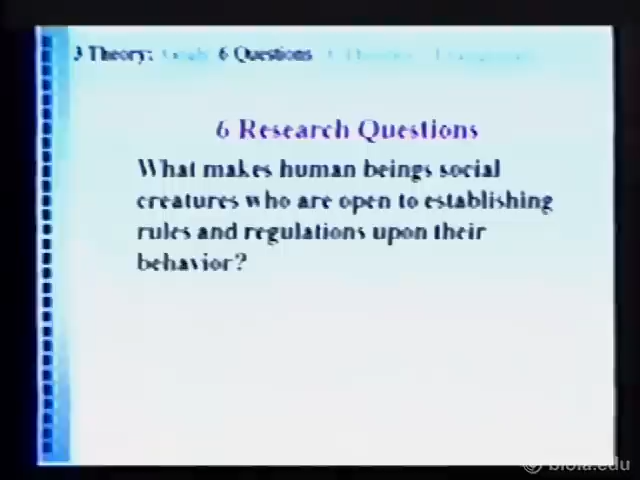 3 Theory: 6 Questions
6 Research Questions
What makes human beings social
creatures who are open to establishing
rules and regulations upon their
behavior?
biola.edu